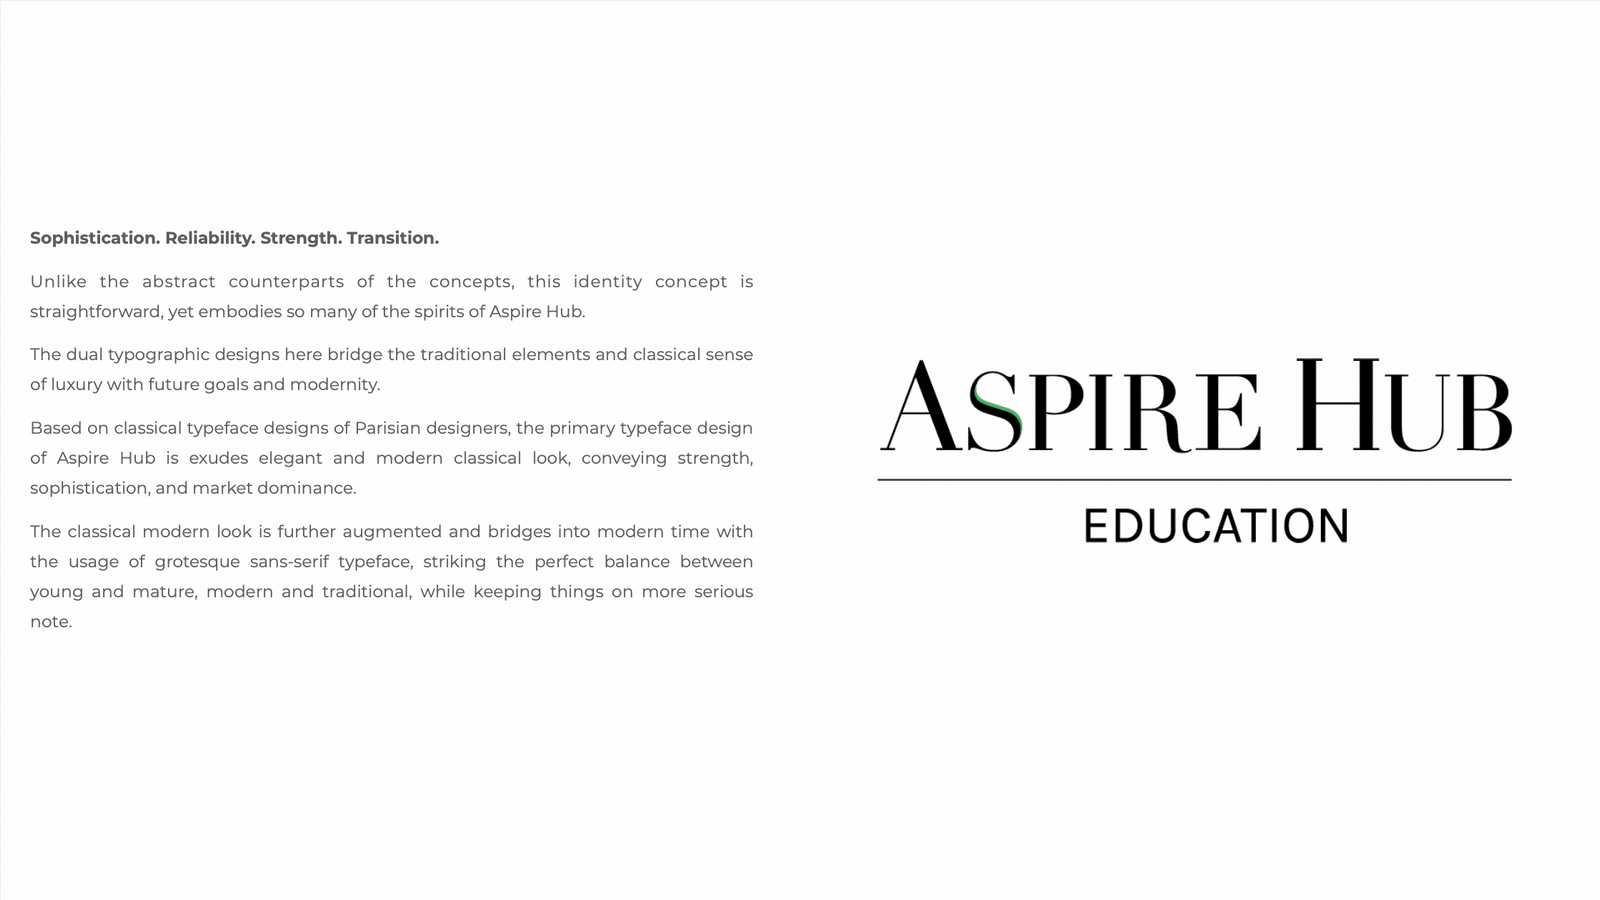 Sophistication. Reliability. Strength. Transition.
Unlike the abstract counterparts of the concepts, this identity concept is
straightforward, yet embodies so many of the spirits of Aspire Hub.
The dual typographic designs here bridge the traditional elements and classical sense
of luxury with future goals and modernity.
Based on classical typeface designs of Parisian designers, the primary typeface design
of Aspire Hub is exudes elegant and modern classical look, conveying strength,
sophistication, and market dominance.
The classical modern look is further augmented and bridges into modern time with
the usage of grotesque sans-serif typeface, striking the perfect balance between
young and mature, modern and traditional, while keeping things on more serious
note.
ASPIRE HUB
EDUCATION